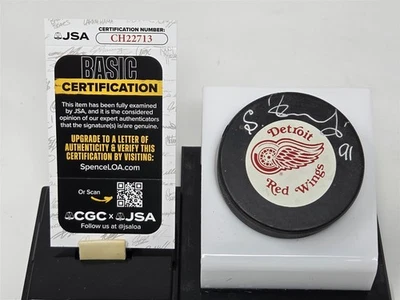 JSA
CERTIFICATION NUMBER:
CH22713
BASIC
CERTIFICATION
This item has been fully examined
by JSA, and it is the considered
opinion of our expert authenticators
that the signature(s) is/are genuine.
UPGRADE TO A LETTER OF
AUTHENTICITY & VERIFY THIS
CERTIFICATION BY VISITING:
SpenceLOA.com
Or Scan
CGC x JSA
Follow us at @jsaloa
Detroit
Red Wings
91